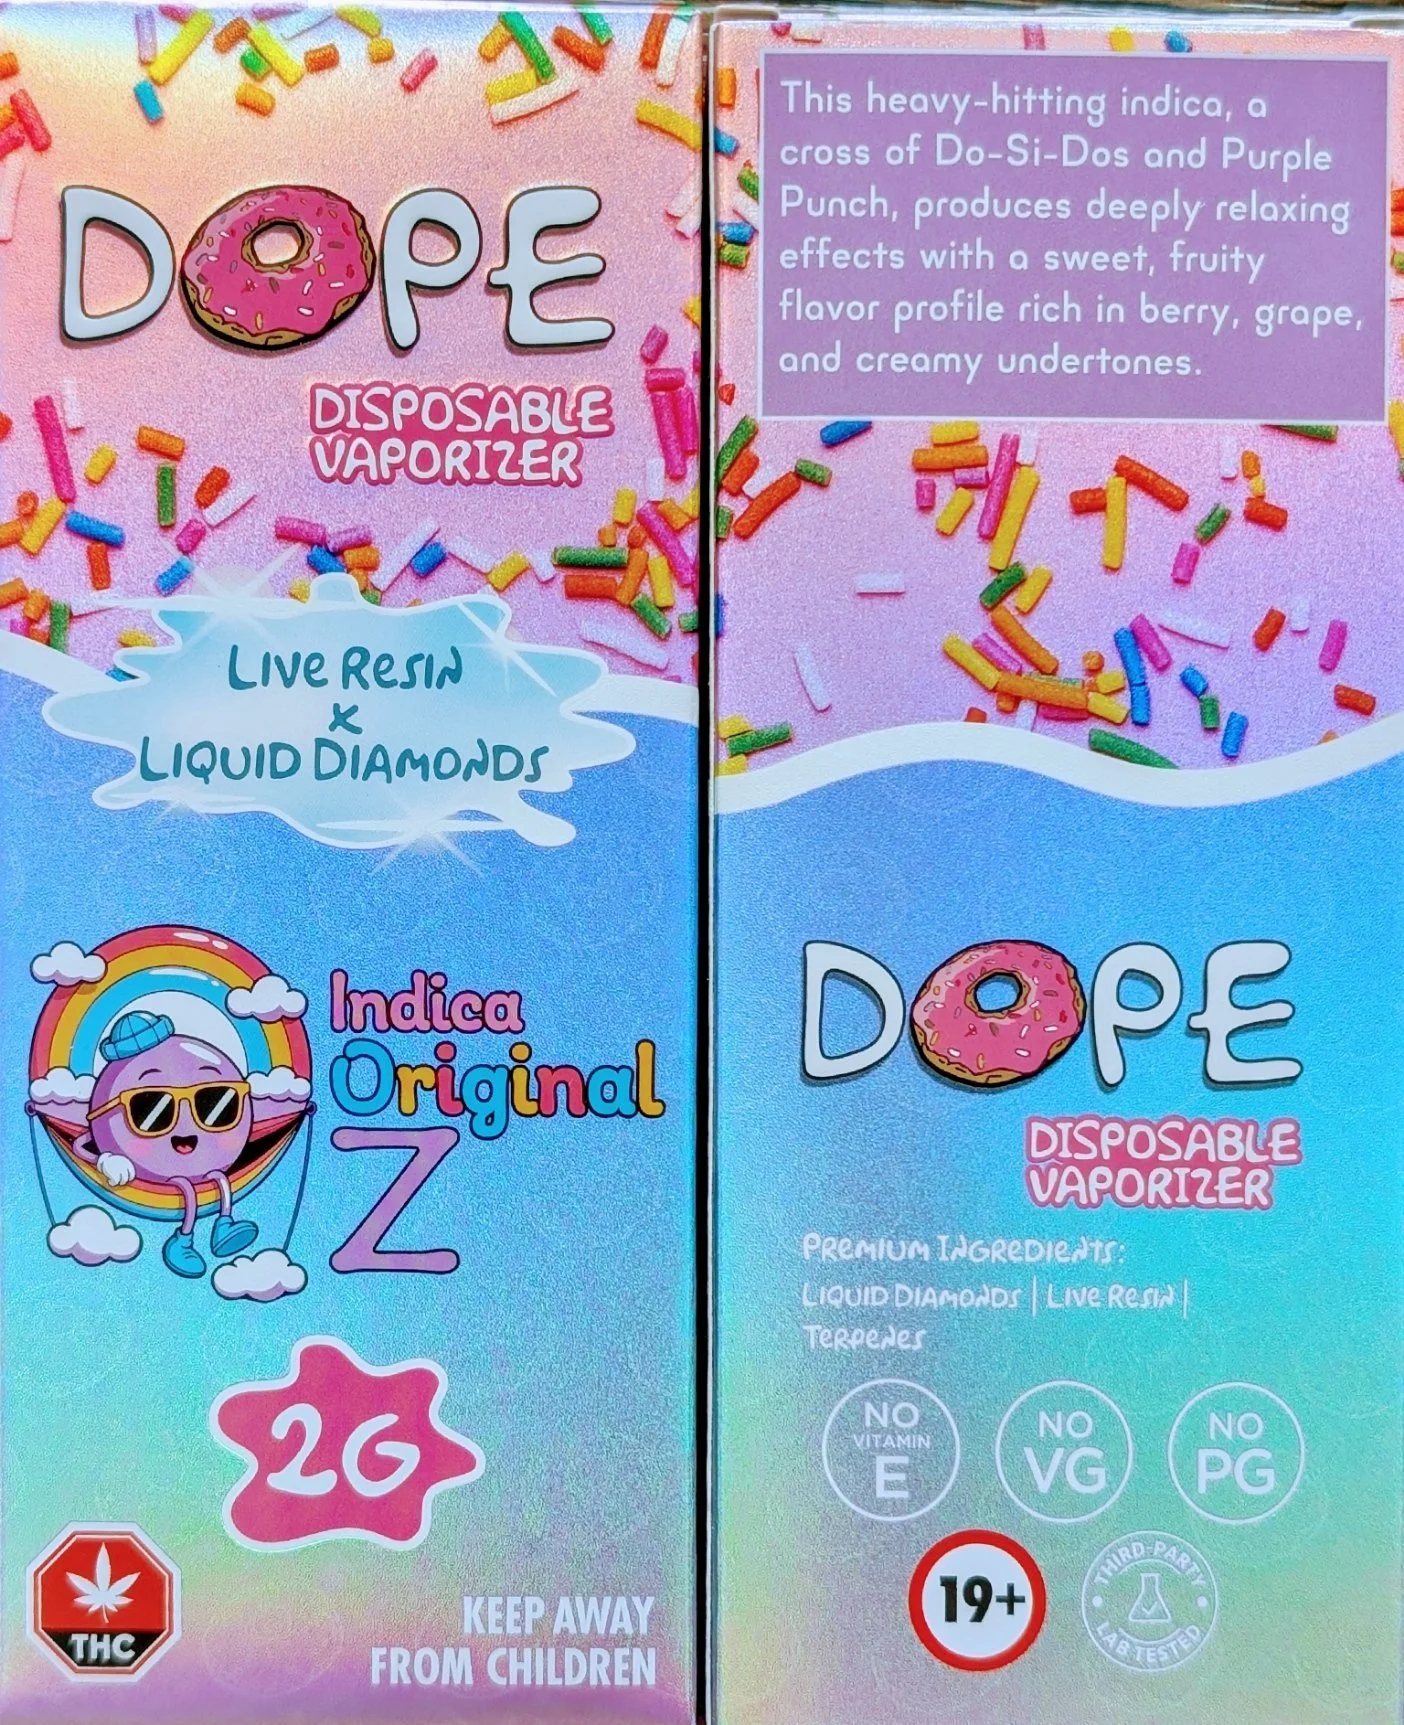 DOPE
DISPOSABLE
VAPORIZER
LIVE RESIN
X
LIQUID DIAMONDS
Indica
Original
Z
2G
THC
KEEP AWAY
FROM CHILDREN
This heavy-hitting indica, a
cross of Do-Si-Dos and Purple
Punch, produces deeply relaxing
effects with a sweet, fruity
flavor profile rich in berry, grape,
and creamy undertones.
DOPE
DISPOSABLE
VAPORIZER
PREMIUM INGREDIENTS:
LIQUID DIAMONDS | LIVE RESIN |
TERPENES
NO
VITAMIN
E
NO
VG
NO
PG
19+
THIRD-PARTY
LAB TESTED